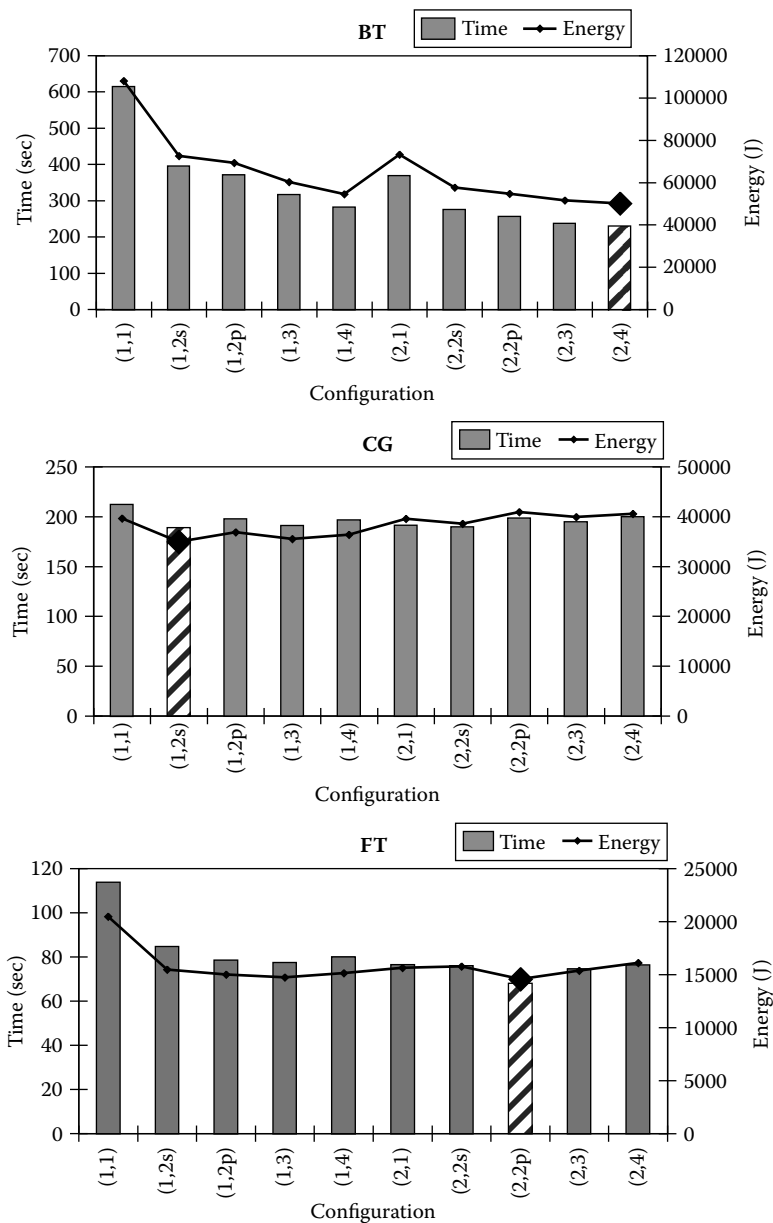 BT
Time
Energy
700
600
500
400
300
200
100
0
Time (sec)
120000
100000
80000
60000
40000
20000
0
Energy (J)
(1,1)
(1,2s)
(1,2p)
(1,3)
(1,4)
(2,1)
(2,2s)
(2,2p)
(2,3)
(2,4)
Configuration
CG
Time
Energy
250
200
150
100
50
0
Time (sec)
50000
40000
30000
20000
10000
0
Energy (J)
(1,1)
(1,2s)
(1,2p)
(1,3)
(1,4)
(2,1)
(2,2s)
(2,2p)
(2,3)
(2,4)
Configuration
FT
Time
Energy
120
100
80
60
40
20
0
Time (sec)
25000
20000
15000
10000
5000
0
Energy (J)
(1,1)
(1,2s)
(1,2p)
(1,3)
(1,4)
(2,1)
(2,2s)
(2,2p)
(2,3)
(2,4)
Configuration